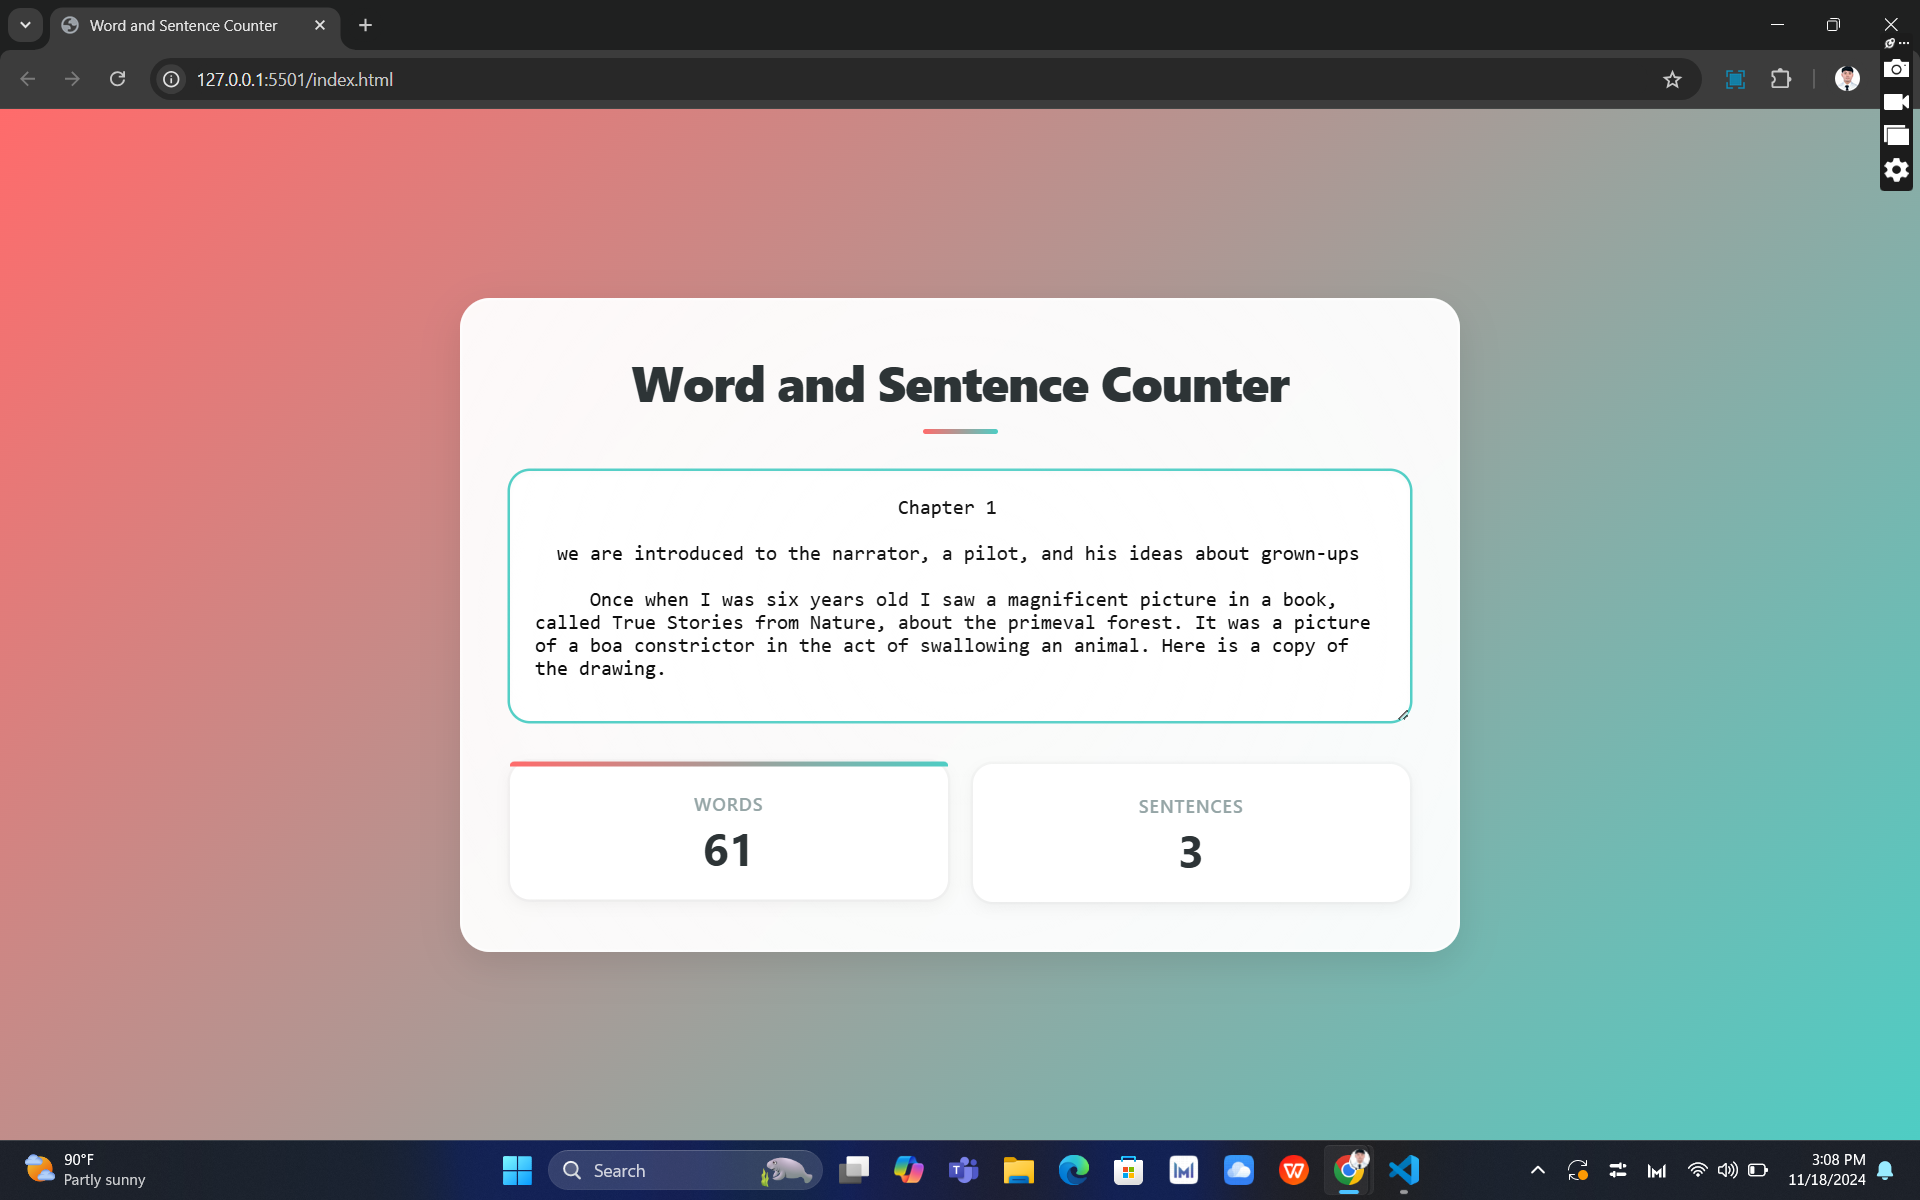 Word and Sentence Counter
127.0.0.1:5501/index.html
Word and Sentence Counter
Chapter 1
we are introduced to the narrator, a pilot, and his ideas about grown-ups
Once when I was six years old I saw a magnificent picture in a book,
called True Stories from Nature, about the primeval forest. It was a picture
of a boa constrictor in the act of swallowing an animal. Here is a copy of
the drawing.
WORDS
61
SENTENCES
3
90°F
Partly sunny
Search
3:08 PM
11/18/2024